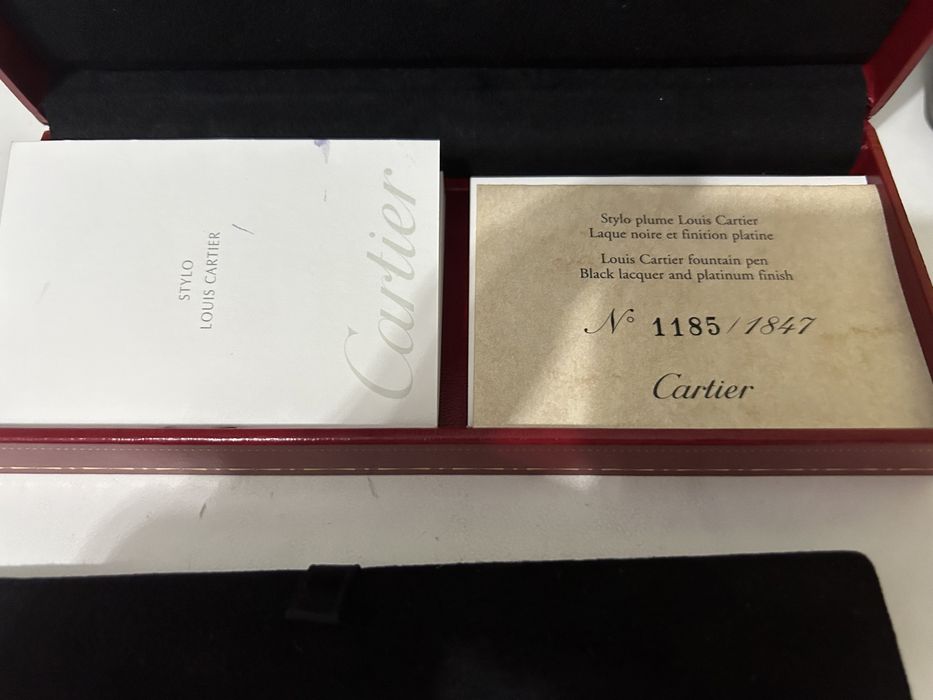 STYLO
LOUIS CARTIER
Cartier
Stylo plume Louis Cartier
Laque noire et finition platine
Louis Cartier fountain pen
Black lacquer and platinum finish
N° 1185/1847
Cartier